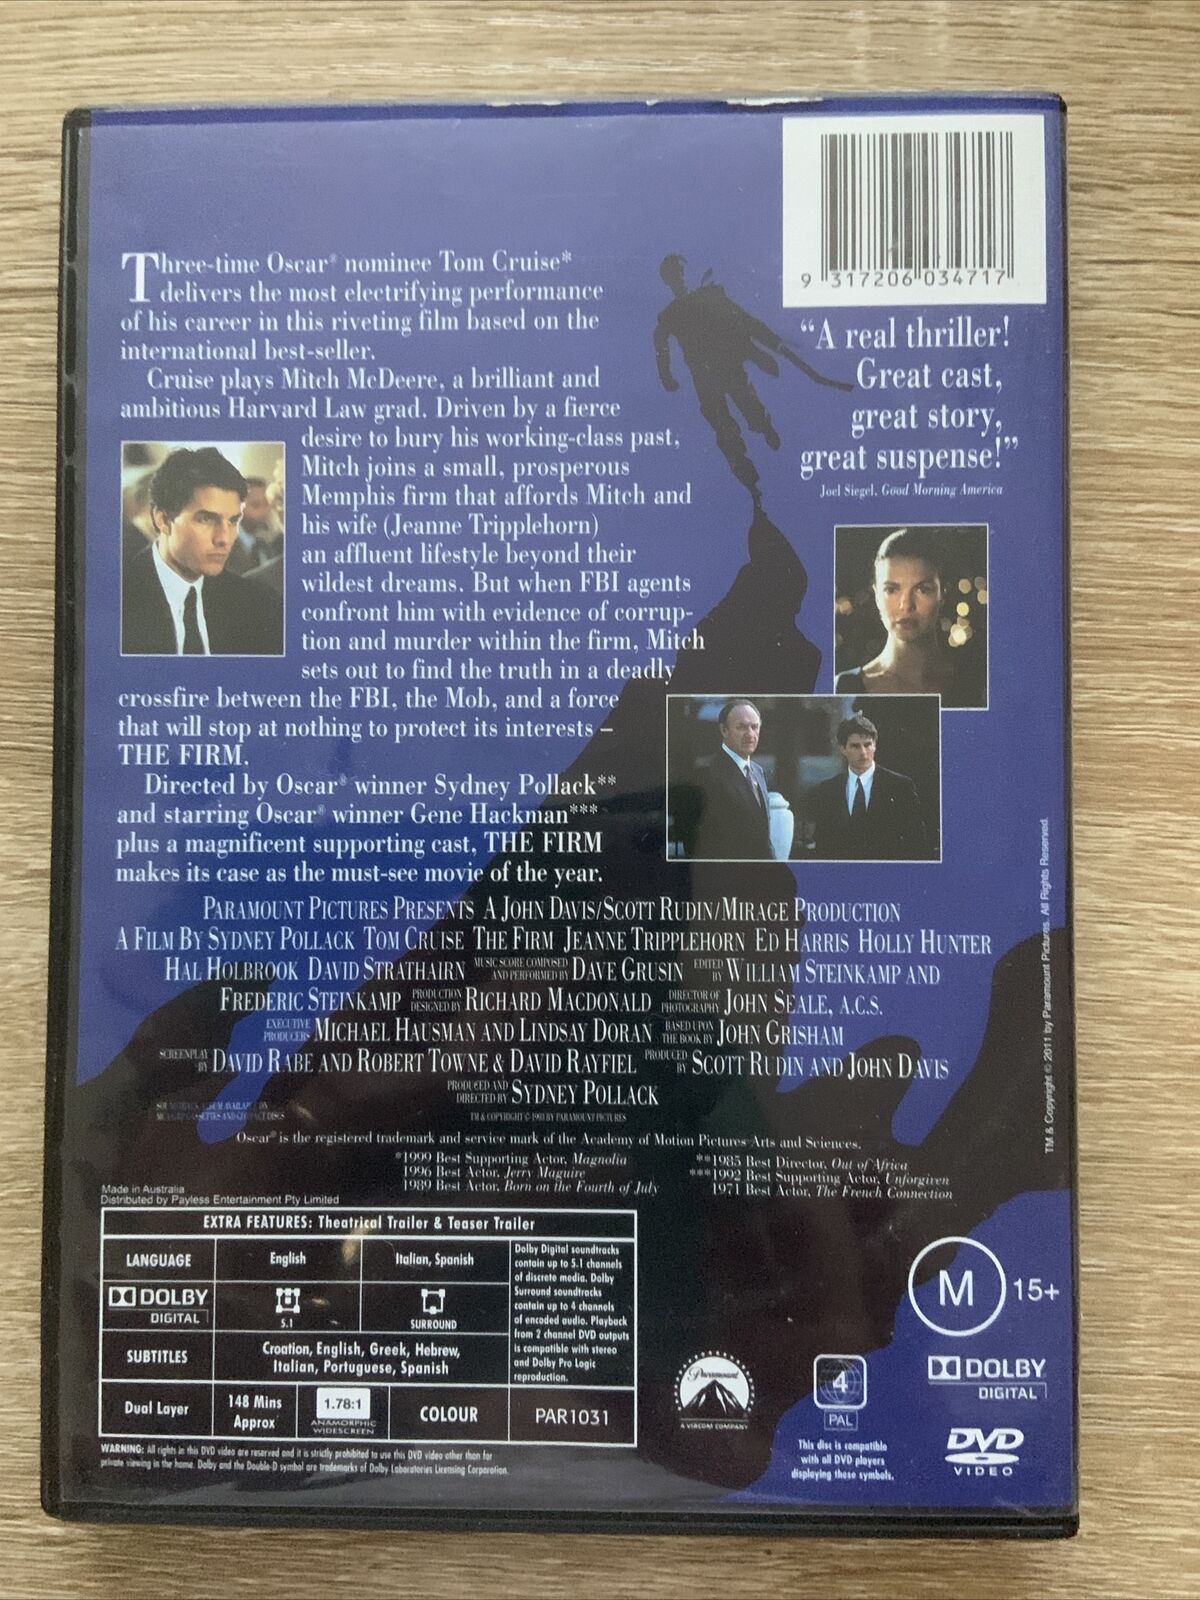 9 317206 034717
Three-time Oscar® nominee Tom Cruise*
delivers the most electrifying performance
of his career in this riveting film based on the
international best-seller.
Cruise plays Mitch McDeere, a brilliant and
ambitious Harvard Law grad. Driven by a fierce
desire to bury his working-class past,
Mitch joins a small, prosperous
Memphis firm that affords Mitch and
his wife (Jeanne Tripplehorn)
an affluent lifestyle beyond their
wildest dreams. But when FBI agents
confront him with evidence of corrup-
tion and murder within the firm, Mitch
sets out to find the truth in a deadly
crossfire between the FBI, the Mob, and a force
that will stop at nothing to protect its interests –
THE FIRM.
Directed by Oscar® winner Sydney Pollack**
and starring Oscar® winner Gene Hackman***
plus a magnificent supporting cast, THE FIRM
makes its case as the must-see movie of the year.
“A real thriller!
Great cast,
great story,
great suspense!”
Joel Siegel, Good Morning America
PARAMOUNT PICTURES PRESENTS A JOHN DAVIS/SCOTT RUDIN/MIRAGE PRODUCTION
A FILM BY SYDNEY POLLACK TOM CRUISE THE FIRM JEANNE TRIPPLEHORN ED HARRIS HOLLY HUNTER
HAL HOLBROOK DAVID STRATHAIRN MUSIC SCORE COMPOSED AND PERFORMED BY DAVE GRUSIN EDITED BY WILLIAM STEINKAMP AND
FREDERIC STEINKAMP PRODUCTION DESIGNED BY RICHARD MACDONALD DIRECTOR OF PHOTOGRAPHY JOHN SEALE, A.C.S.
EXECUTIVE PRODUCERS MICHAEL HAUSMAN AND LINDSAY DORAN BASED UPON THE BOOK BY JOHN GRISHAM
SCREENPLAY BY DAVID RABE AND ROBERT TOWNE & DAVID RAYFIEL PRODUCED BY SCOTT RUDIN AND JOHN DAVIS
PRODUCED AND DIRECTED BY SYDNEY POLLACK
TM & COPYRIGHT © 1993 BY PARAMOUNT PICTURES
Oscar® is the registered trademark and service mark of the Academy of Motion Pictures Arts and Sciences.
*1999 Best Supporting Actor, Magnolia
1996 Best Actor, Jerry Maguire
1989 Best Actor, Born on the Fourth of July
**1985 Best Director, Out of Africa
***1992 Best Supporting Actor, Unforgiven
1971 Best Actor, The French Connection
TM & Copyright © 2011 by Paramount Pictures. All Rights Reserved.
Made in Australia
Distributed by Payless Entertainment Pty Limited
EXTRA FEATURES: Theatrical Trailer & Teaser Trailer
LANGUAGE English Italian, Spanish
DOLBY DIGITAL 5.1 SURROUND
SUBTITLES Croation, English, Greek, Hebrew,
Italian, Portuguese, Spanish
Dolby Digital soundtracks
contain up to 5.1 channels
of discrete media. Dolby
Surround soundtracks
contain up to 4 channels
of encoded audio. Playback
from 2 channel DVD outputs
is compatible with stereo
and Dolby Pro Logic
reproduction.
Dual Layer 148 Mins Approx 1.78:1 ANAMORPHIC WIDESCREEN COLOUR PAR1031
WARNING: All rights in this DVD video are reserved and it is strictly prohibited to use this DVD video other than for
private viewing in the home. Dolby and the Double-D symbol are trademarks of Dolby Laboratories Licensing Corporation.
Paramount
A VIACOM COMPANY
4
PAL
This disc is compatible
with all DVD players
displaying these symbols.
M 15+
DOLBY
DIGITAL
DVD
VIDEO